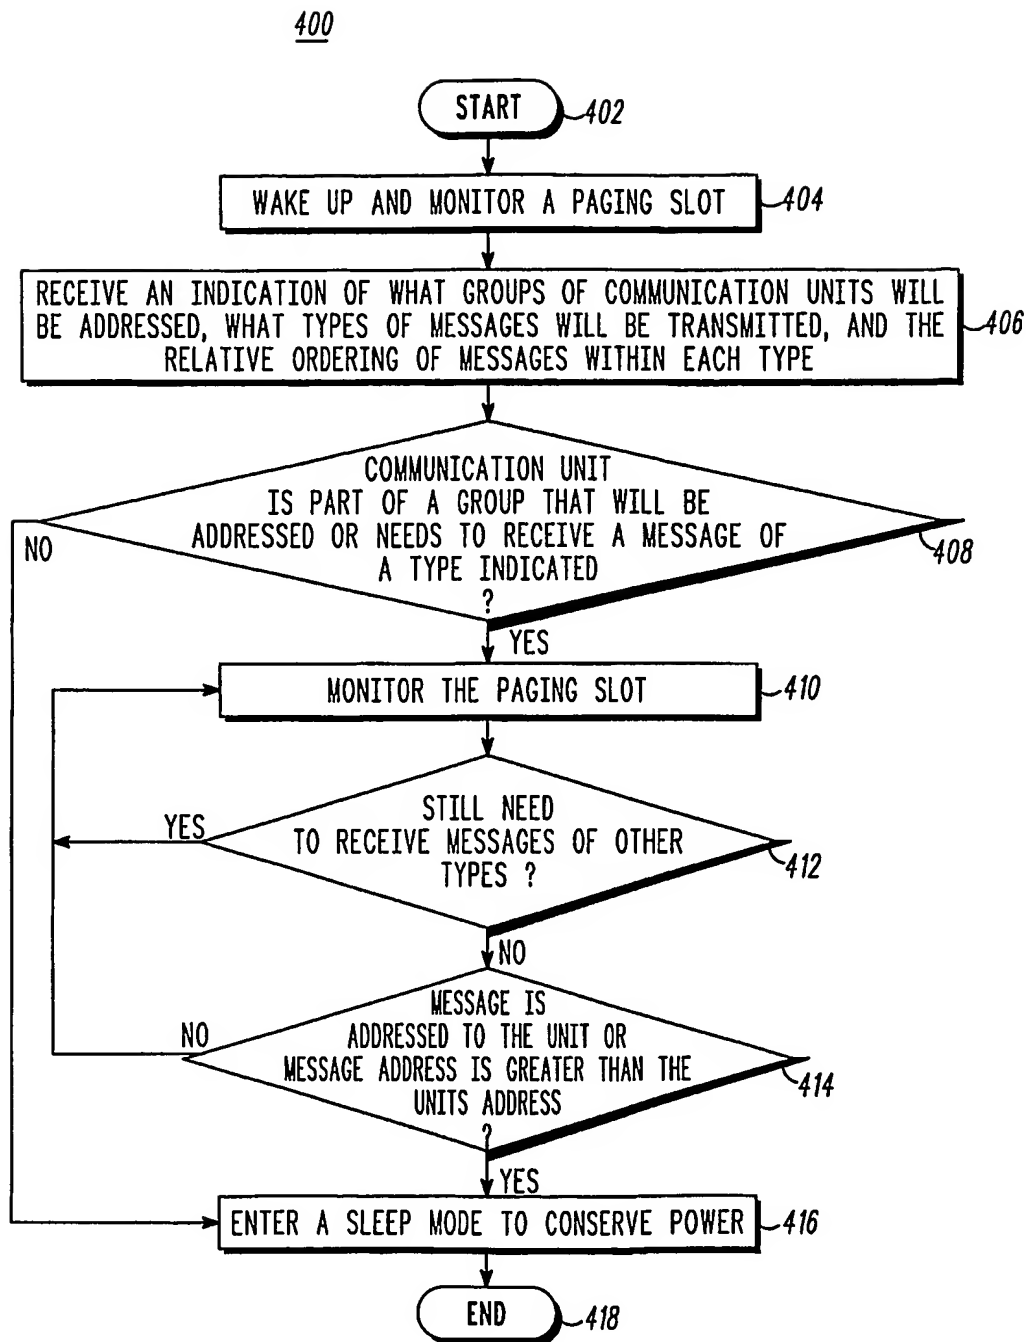 400
START
402
WAKE UP AND MONITOR A PAGING SLOT
404
RECEIVE AN INDICATION OF WHAT GROUPS OF COMMUNICATION UNITS WILL
BE ADDRESSED, WHAT TYPES OF MESSAGES WILL BE TRANSMITTED, AND THE
RELATIVE ORDERING OF MESSAGES WITHIN EACH TYPE
406
COMMUNICATION UNIT
IS PART OF A GROUP THAT WILL BE
ADDRESSED OR NEEDS TO RECEIVE A MESSAGE OF
A TYPE INDICATED
?
408
NO
YES
MONITOR THE PAGING SLOT
410
STILL NEED
TO RECEIVE MESSAGES OF OTHER
TYPES ?
412
YES
NO
MESSAGE IS
ADDRESSED TO THE UNIT OR
MESSAGE ADDRESS IS GREATER THAN THE
UNITS ADDRESS
?
414
NO
YES
ENTER A SLEEP MODE TO CONSERVE POWER
416
END
418